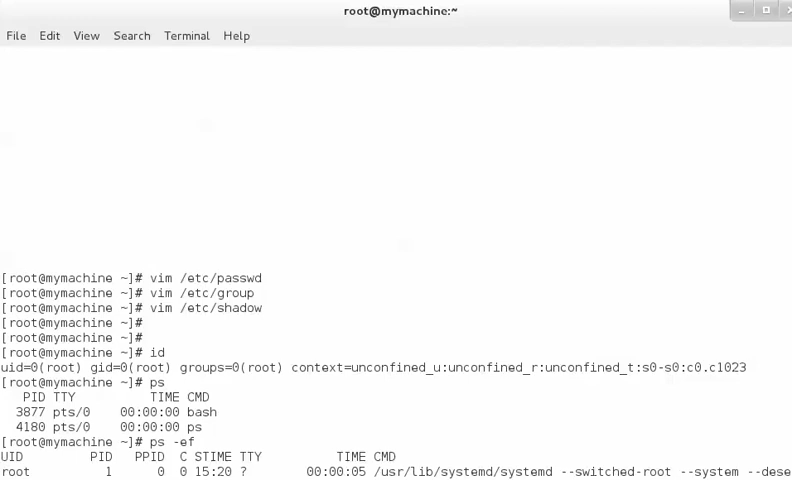 root@mymachine:~
File Edit View Search Terminal Help
[root@mymachine ~]# vim /etc/passwd
[root@mymachine ~]# vim /etc/group
[root@mymachine ~]# vim /etc/shadow
[root@mymachine ~]#
[root@mymachine ~]#
[root@mymachine ~]# id
uid=0(root) gid=0(root) groups=0(root) context=unconfined_u:unconfined_r:unconfined_t:s0-s0:c0.c1023
[root@mymachine ~]# ps
PID TTY TIME CMD
3877 pts/0 00:00:00 bash
4180 pts/0 00:00:00 ps
[root@mymachine ~]# ps -ef
UID PID PPID C STIME TTY TIME CMD
root 1 0 0 15:20 ? 00:00:05 /usr/lib/systemd/systemd --switched-root --system --dese